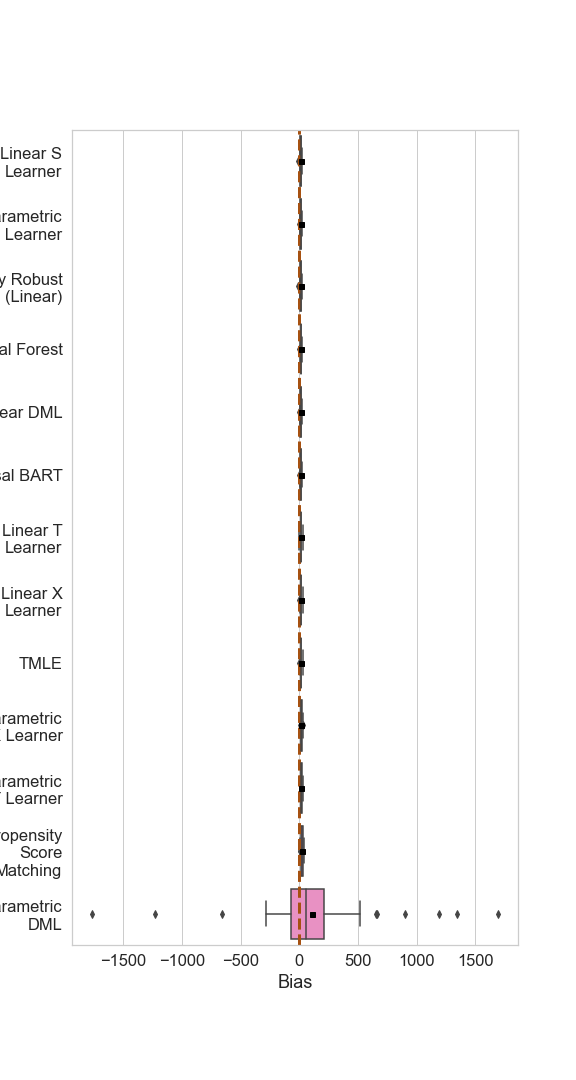 Linear S
Learner
rametric
Learner
y Robust
(Linear)
al Forest
ear DML
al BART
Linear T
Learner
Linear X
Learner
TMLE
rametric
Learner
rametric
Learner
opensity
Score
Matching
rametric
DML
−1500 −1000 −500 0 500 1000 1500
Bias